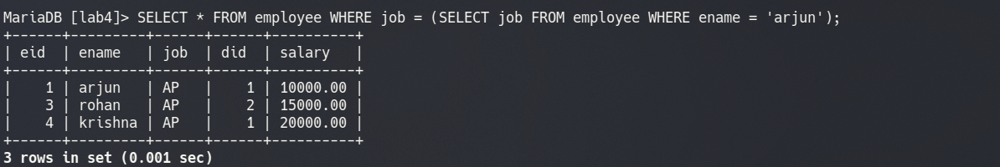 MariaDB [lab4]> SELECT * FROM employee WHERE job = (SELECT job FROM employee WHERE ename = 'arjun');
+------+---------+------+------+----------+
| eid  | ename   | job  | did  | salary   |
+------+---------+------+------+----------+
|    1 | arjun   | AP   |    1 | 10000.00 |
|    3 | rohan   | AP   |    2 | 15000.00 |
|    4 | krishna | AP   |    1 | 20000.00 |
+------+---------+------+------+----------+
3 rows in set (0.001 sec)